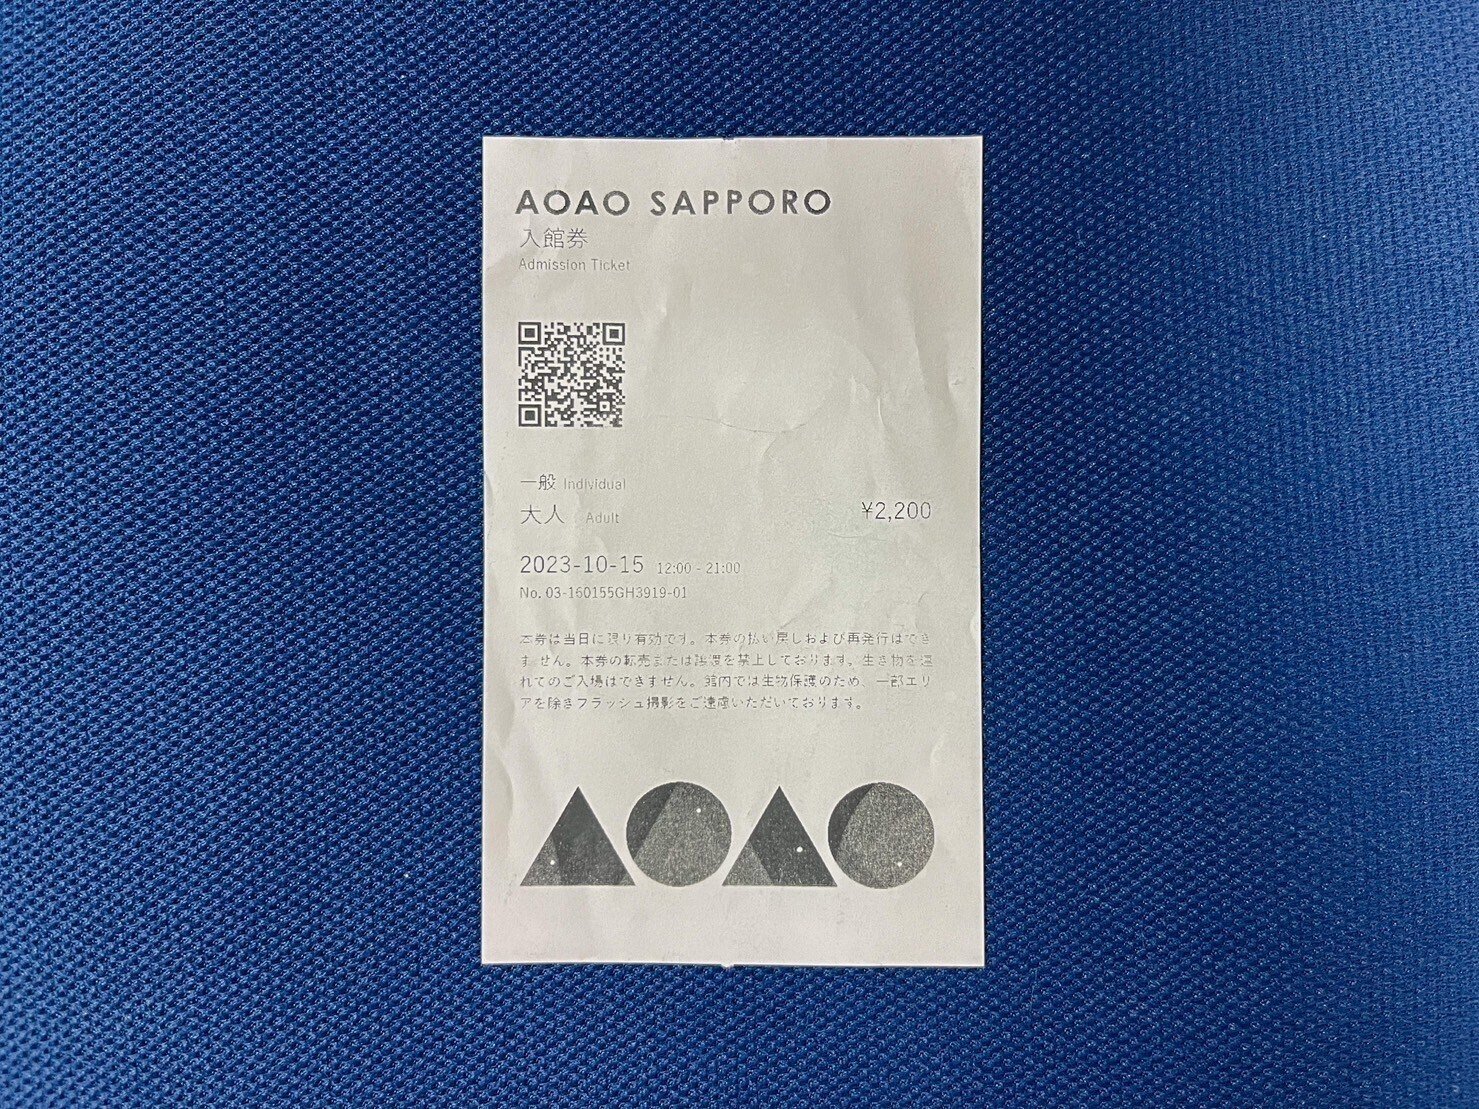 AOAO SAPPORO
入館券
Admission Ticket
一般 Individual
大人 Adult
¥2,200
2023-10-15 12:00 - 21:00
No. 03-160155GH3919-01
本券は当日に限り有効です。本券の払い戻しおよび再発行はでき
ません。本券の転売または譲渡を禁止しております。生き物を連
れてのご入場はできません。館内では生物保護のため、一部エリ
アを除きフラッシュ撮影をご遠慮いただいております。
AOAO